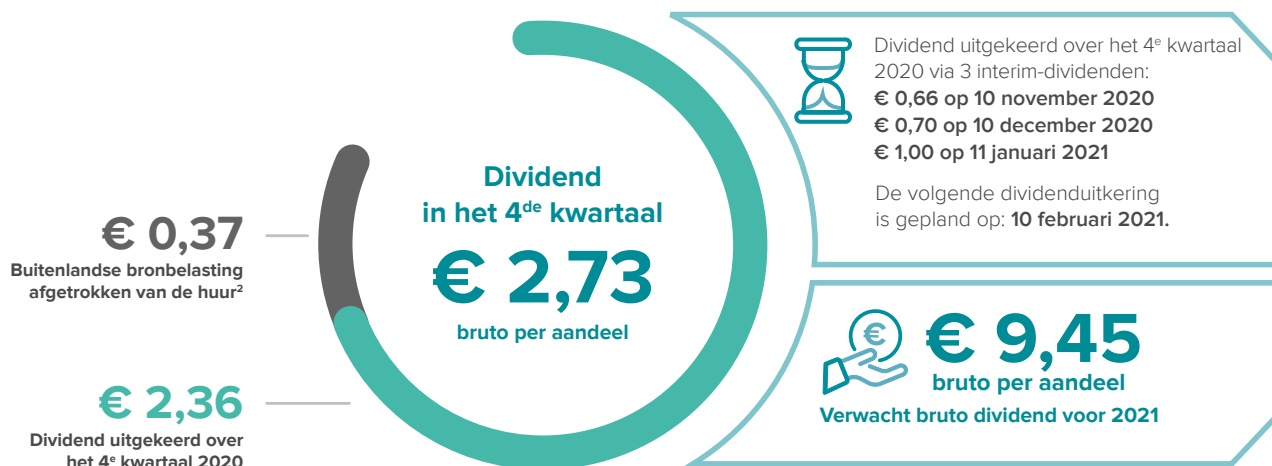 Dividend
in het 4de kwartaal
€ 2,73
bruto per aandeel
€ 0,37
Buitenlandse bronbelasting
afgetrokken van de huur²
€ 2,36
Dividend uitgekeerd over
het 4e kwartaal 2020
Dividend uitgekeerd over het 4e kwartaal
2020 via 3 interim-dividenden:
€ 0,66 op 10 november 2020
€ 0,70 op 10 december 2020
€ 1,00 op 11 januari 2021
De volgende dividenduitkering
is gepland op: 10 februari 2021.
€
€ 9,45
bruto per aandeel
Verwacht bruto dividend voor 2021